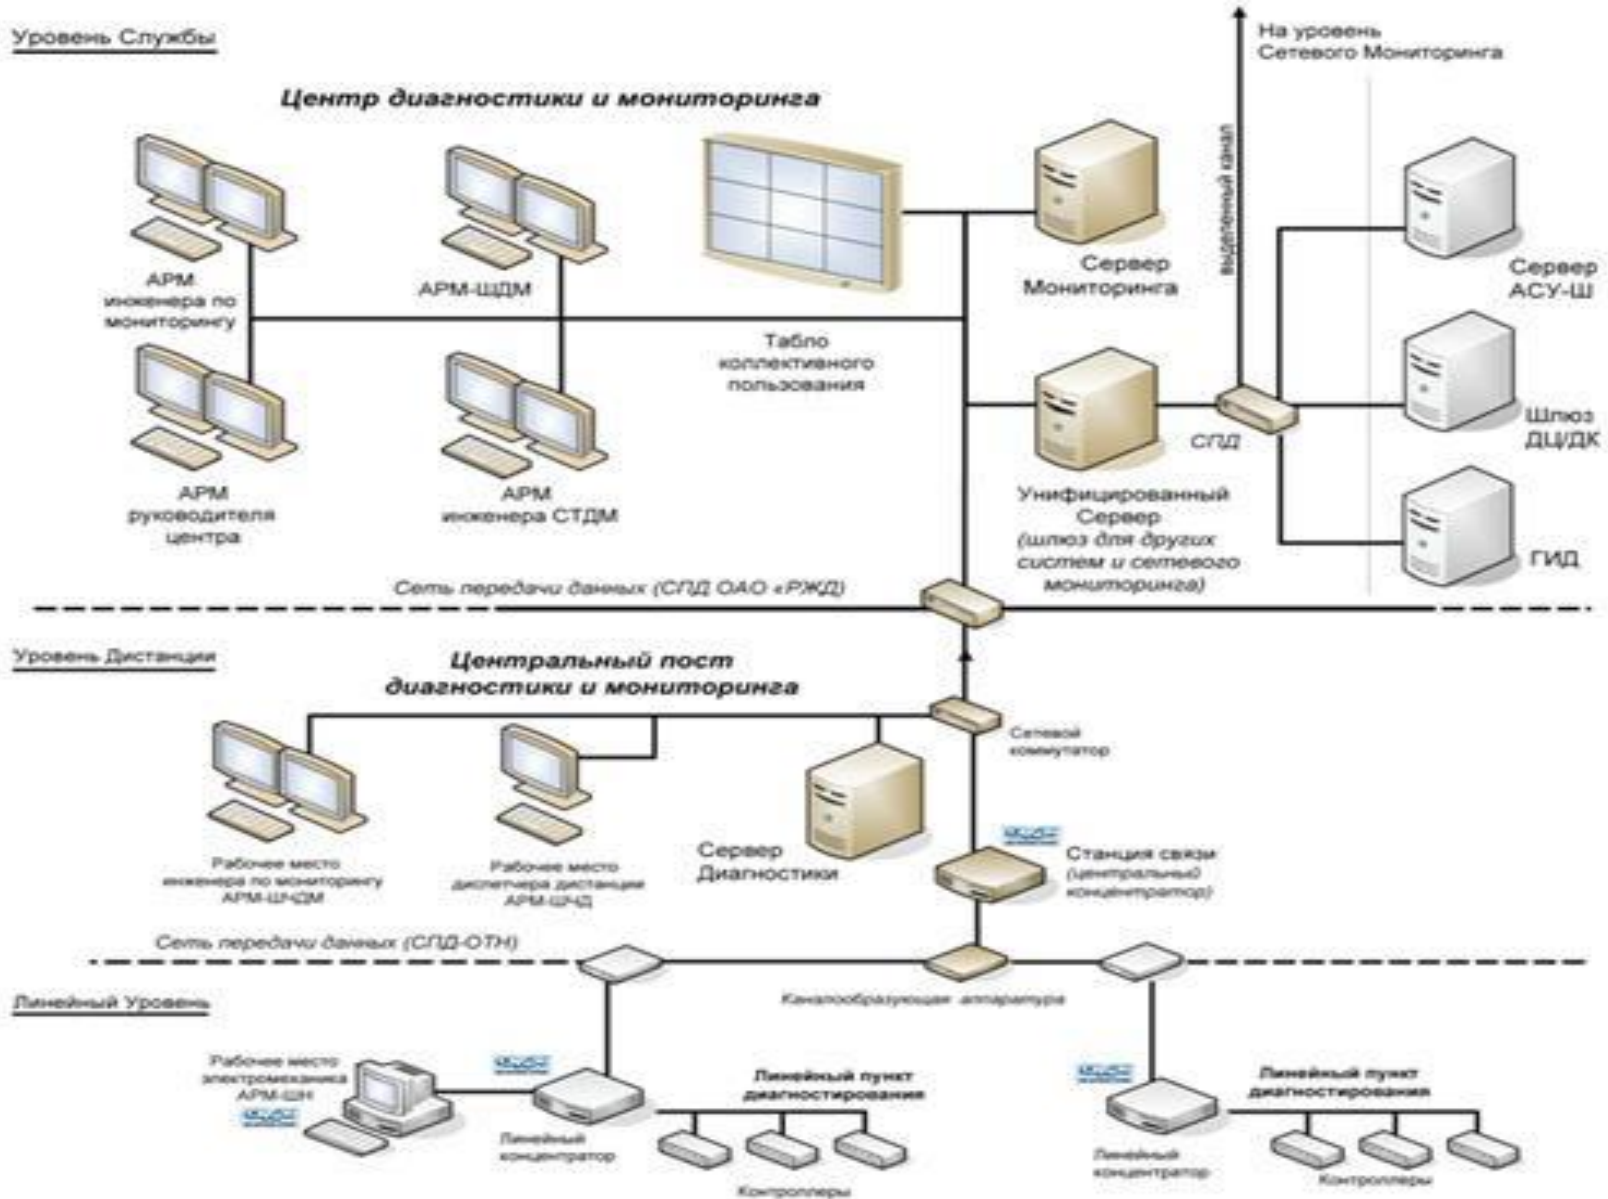 Уровень Службы
На уровень
Сетевого Мониторинга
Центр диагностики и мониторинга
выделенный канал
АРМ
инженера по
мониторингу
АРМ-ШДМ
Сервер
Мониторинга
Сервер
АСУ-Ш
Табло
коллективного
пользования
АРМ
руководителя
центра
АРМ
инженера СТДМ
СПД
Унифицированный
Сервер
(шлюз для других
систем и сетевого
мониторинга)
Шлюз
ДЦ/ДК
ГИД
Сеть передачи данных (СПД ОАО «РЖД)
Уровень Дистанции
Центральный пост
диагностики и мониторинга
Сетевой
коммутатор
Рабочее место
инженера по мониторингу
АРМ-ШЧДМ
Рабочее место
диспетчера дистанции
АРМ-ШЧД
Сервер
Диагностики
Станция связи
(центральный
концентратор)
Сеть передачи данных (СПД-ОТН)
Линейный Уровень
Каналообразующая аппаратура
Рабочее место
электромеханика
АРМ-ШН
Линейный
концентратор
Линейный пункт
диагностирования
Контроллеры
Линейный
концентратор
Линейный пункт
диагностирования
Контроллеры